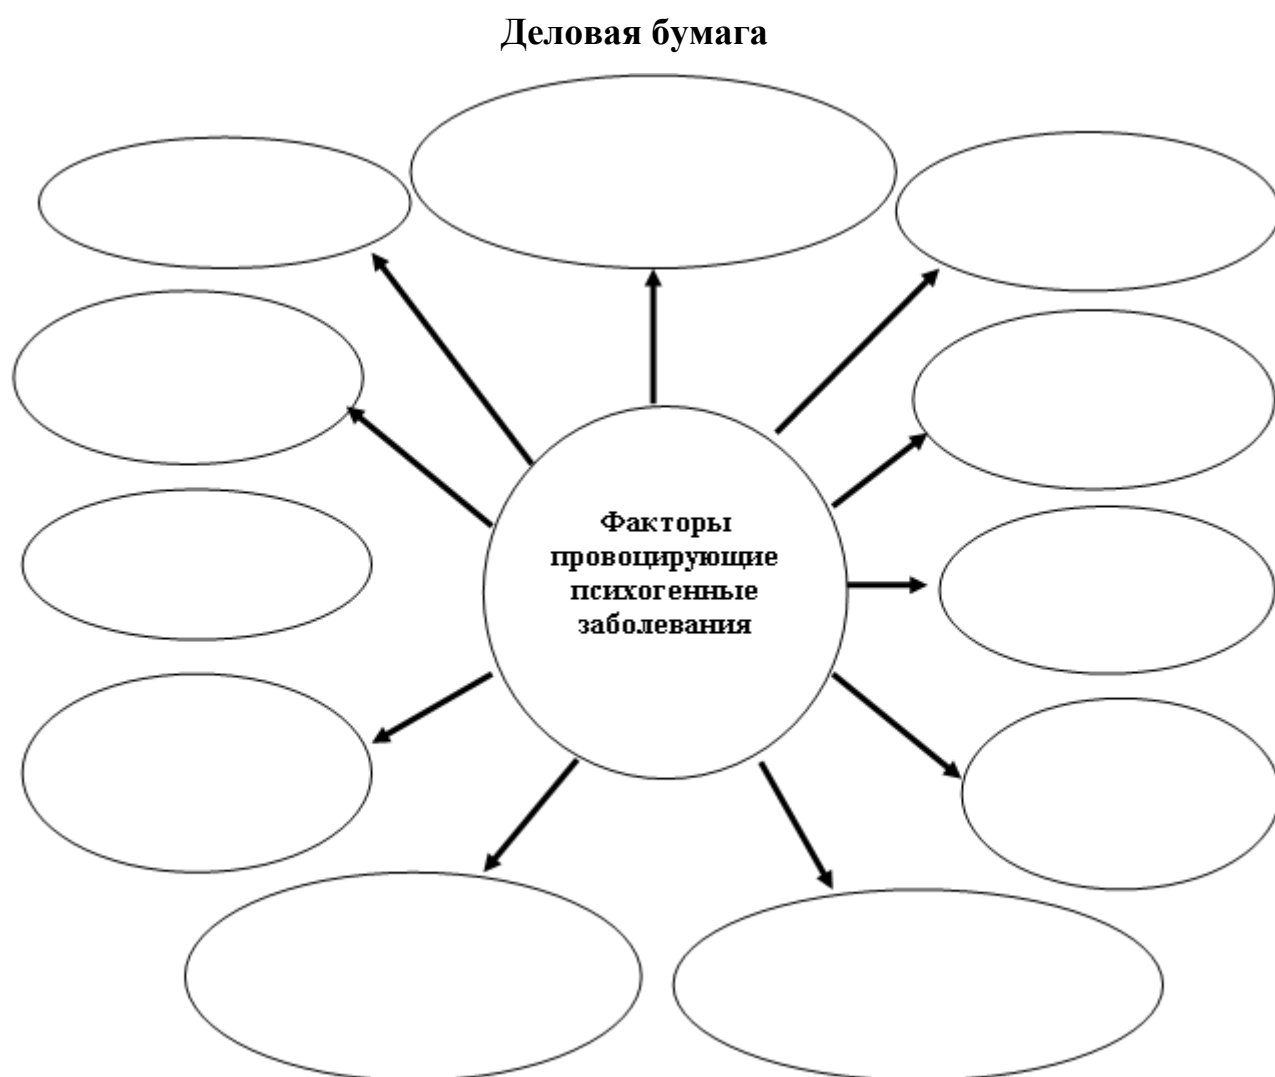 Деловая бумага
Факторы
провоцирующие
психогенные
заболевания